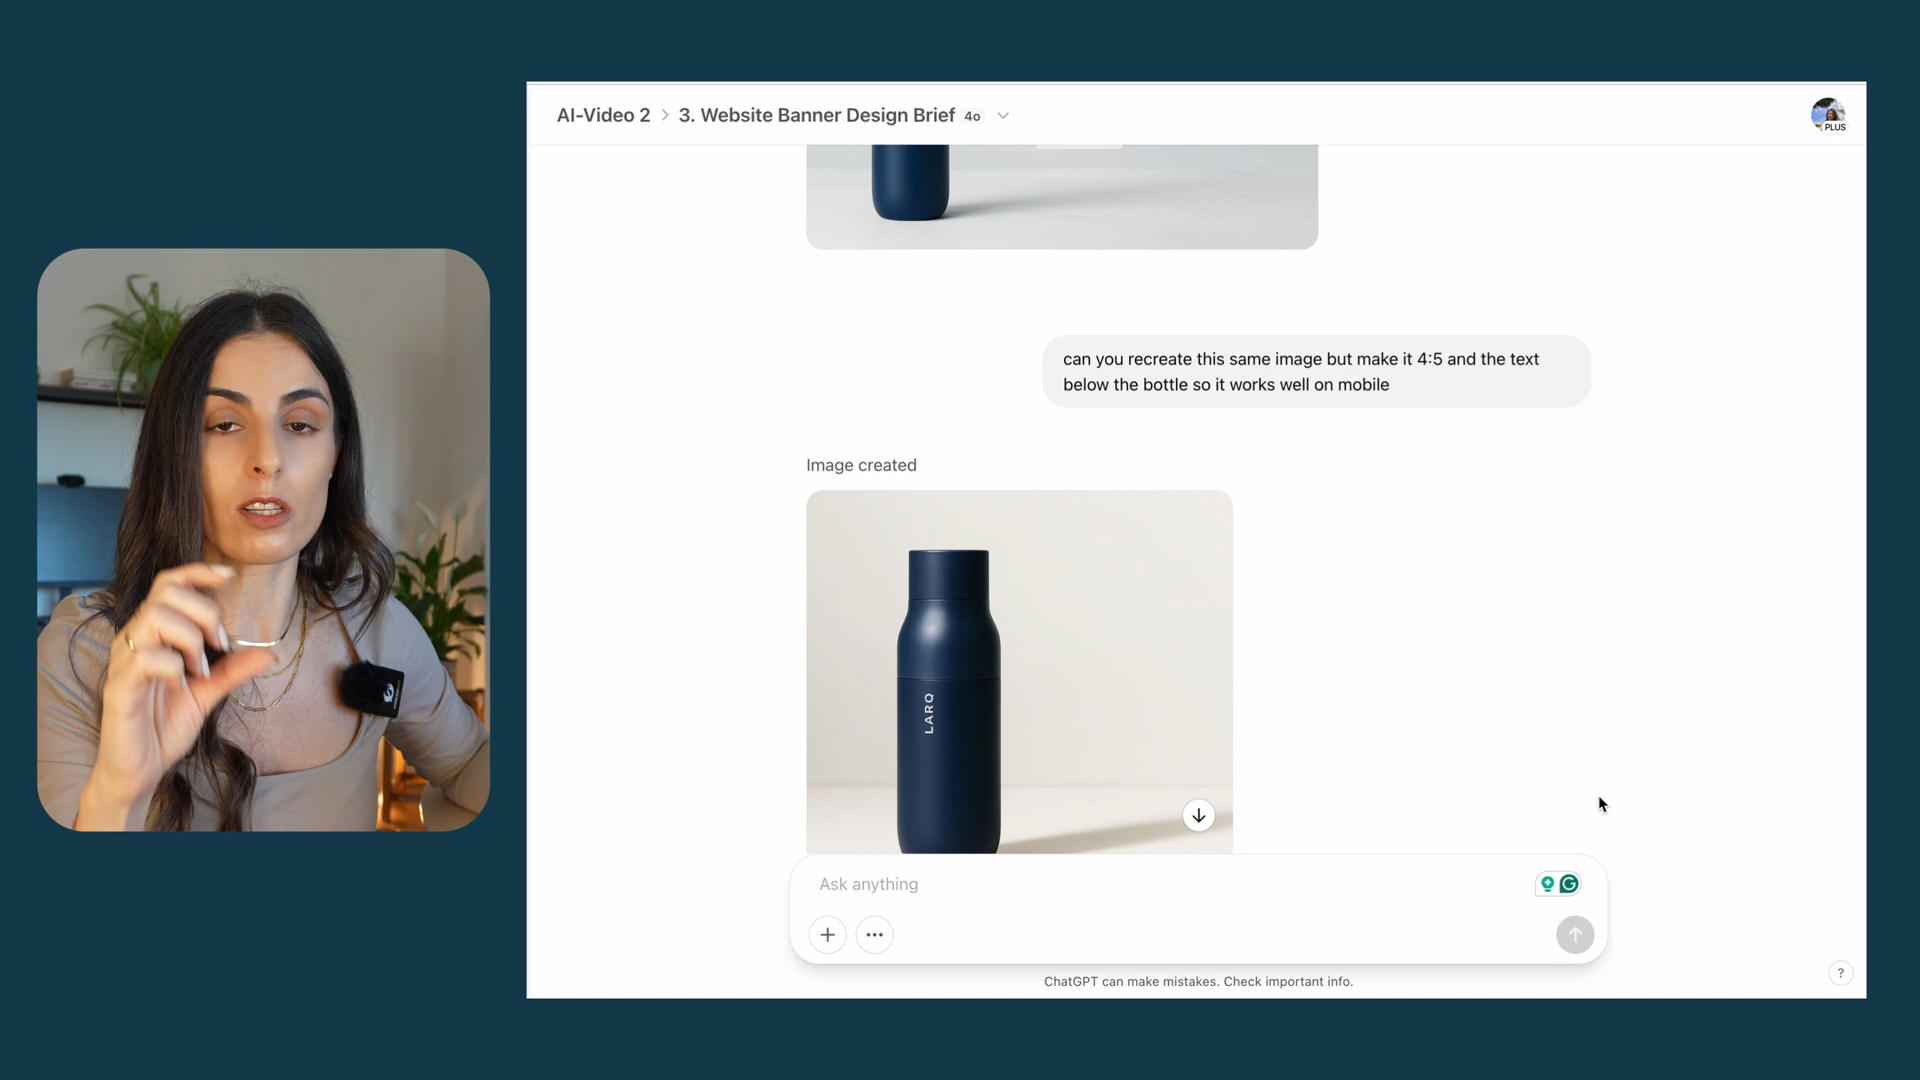 AI-Video 2 > 3. Website Banner Design Brief 4o
PLUS
can you recreate this same image but make it 4:5 and the text
below the bottle so it works well on mobile
Image created
LARQ
Ask anything
ChatGPT can make mistakes. Check important info.
?